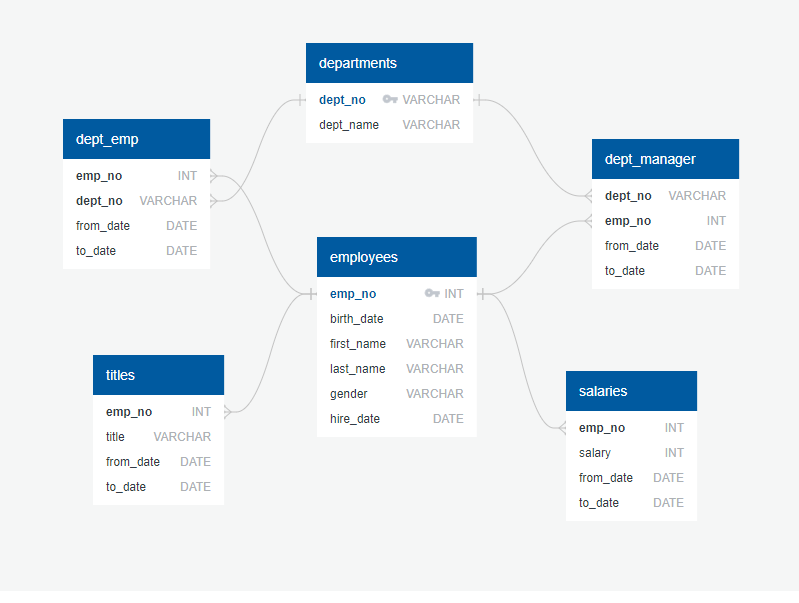 departments
dept_no VARCHAR
dept_name VARCHAR
dept_emp
emp_no INT
dept_no VARCHAR
from_date DATE
to_date DATE
dept_manager
dept_no VARCHAR
emp_no INT
from_date DATE
to_date DATE
employees
emp_no INT
birth_date DATE
first_name VARCHAR
last_name VARCHAR
gender VARCHAR
hire_date DATE
titles
emp_no INT
title VARCHAR
from_date DATE
to_date DATE
salaries
emp_no INT
salary INT
from_date DATE
to_date DATE